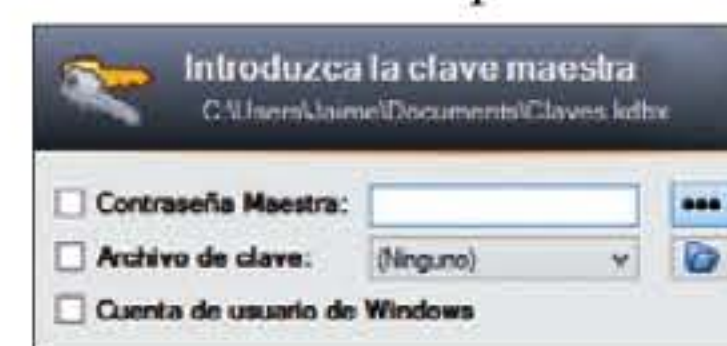 Introduzca la clave maestra
C:\Users\Jaime\Documents\Claves.kdbx
Contraseña Maestra:
Archivo de clave:
(Ninguno)
Cuenta de usuario de Windows